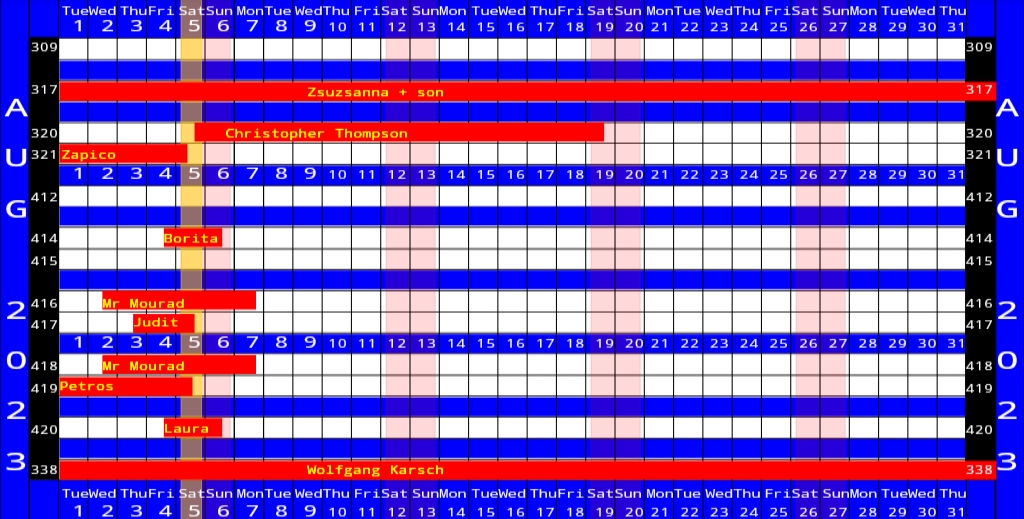 Tue Wed Thu Fri Sat Sun Mon Tue Wed Thu Fri Sat Sun Mon Tue Wed Thu Fri Sat Sun Mon Tue Wed Thu Fri Sat Sun Mon Tue Wed Thu
1 2 3 4 5 6 7 8 9 10 11 12 13 14 15 16 17 18 19 20 21 22 23 24 25 26 27 28 29 30 31
309 309
317 Zsuzsanna + son 317
320 Christopher Thompson 320
321 Zapico 321
1 2 3 4 5 6 7 8 9 10 11 12 13 14 15 16 17 18 19 20 21 22 23 24 25 26 27 28 29 30 31
412 412
414 Borita 414
415 415
416 Mr Mourad 416
417 Judit 417
1 2 3 4 5 6 7 8 9 10 11 12 13 14 15 16 17 18 19 20 21 22 23 24 25 26 27 28 29 30 31
418 Mr Mourad 418
419 Petros 419
420 Laura 420
338 Wolfgang Karsch 338
Tue Wed Thu Fri Sat Sun Mon Tue Wed Thu Fri Sat Sun Mon Tue Wed Thu Fri Sat Sun Mon Tue Wed Thu Fri Sat Sun Mon Tue Wed Thu
1 2 3 4 5 6 7 8 9 10 11 12 13 14 15 16 17 18 19 20 21 22 23 24 25 26 27 28 29 30 31
AUG 2023
AUG 2023